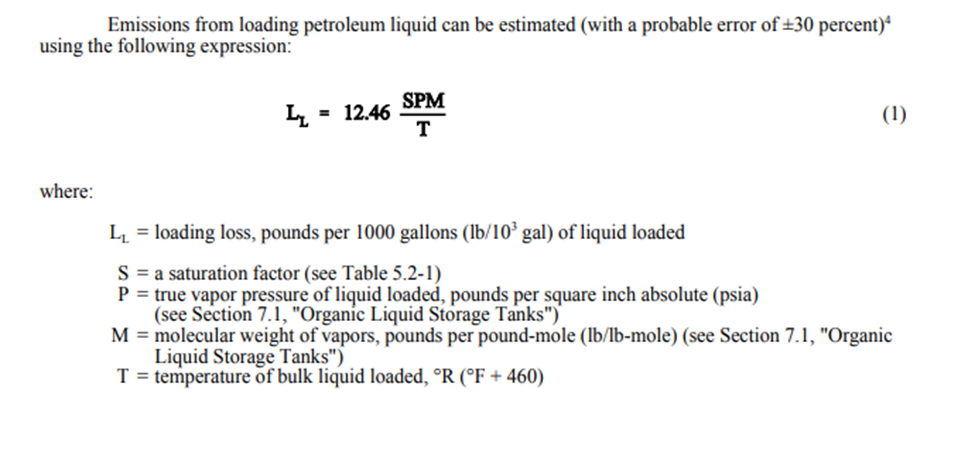 Emissions from loading petroleum liquid can be estimated (with a probable error of ±30 percent)⁴
using the following expression:
L_L = 12.46 SPM/T (1)
where:
L_L = loading loss, pounds per 1000 gallons (lb/10³ gal) of liquid loaded
S = a saturation factor (see Table 5.2-1)
P = true vapor pressure of liquid loaded, pounds per square inch absolute (psia)
(see Section 7.1, "Organic Liquid Storage Tanks")
M = molecular weight of vapors, pounds per pound-mole (lb/lb-mole) (see Section 7.1, "Organic
Liquid Storage Tanks")
T = temperature of bulk liquid loaded, °R (°F + 460)